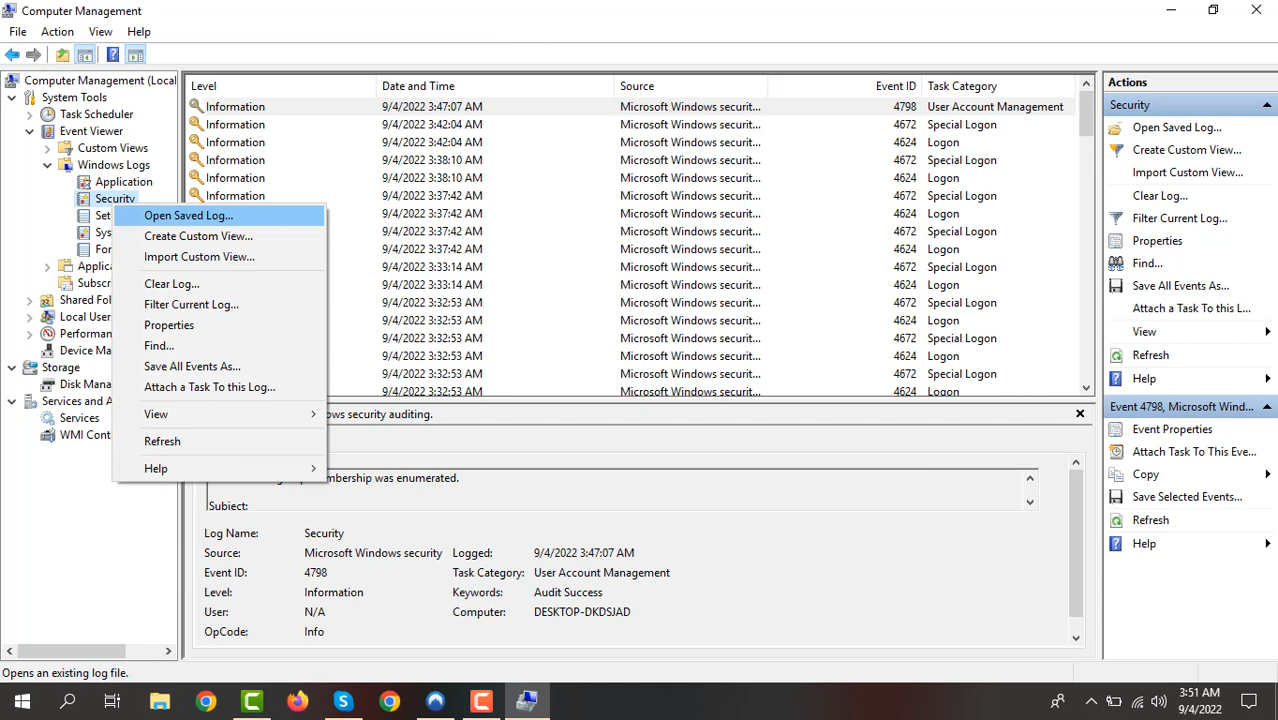 Computer Management
File Action View Help
Computer Management (Local
System Tools
Task Scheduler
Event Viewer
Custom Views
Windows Logs
Application
Security
Set
Sys
For
Applic
Subscr
Shared Fol
Local User
Performan
Device Ma
Storage
Disk Mana
Services and A
Services
WMI Cont
Open Saved Log...
Create Custom View...
Import Custom View...
Clear Log...
Filter Current Log...
Properties
Find...
Save All Events As...
Attach a Task To this Log...
View
Refresh
Help
Level Date and Time Source Event ID Task Category
Information 9/4/2022 3:47:07 AM Microsoft Windows securit... 4798 User Account Management
Information 9/4/2022 3:42:04 AM Microsoft Windows securit... 4672 Special Logon
Information 9/4/2022 3:42:04 AM Microsoft Windows securit... 4624 Logon
Information 9/4/2022 3:38:10 AM Microsoft Windows securit... 4672 Special Logon
Information 9/4/2022 3:38:10 AM Microsoft Windows securit... 4624 Logon
Information 9/4/2022 3:37:42 AM Microsoft Windows securit... 4672 Special Logon
9/4/2022 3:37:42 AM Microsoft Windows securit... 4624 Logon
9/4/2022 3:37:42 AM Microsoft Windows securit... 4672 Special Logon
9/4/2022 3:37:42 AM Microsoft Windows securit... 4624 Logon
9/4/2022 3:33:14 AM Microsoft Windows securit... 4672 Special Logon
9/4/2022 3:33:14 AM Microsoft Windows securit... 4624 Logon
9/4/2022 3:32:53 AM Microsoft Windows securit... 4672 Special Logon
9/4/2022 3:32:53 AM Microsoft Windows securit... 4624 Logon
9/4/2022 3:32:53 AM Microsoft Windows securit... 4672 Special Logon
9/4/2022 3:32:53 AM Microsoft Windows securit... 4624 Logon
9/4/2022 3:32:53 AM Microsoft Windows securit... 4672 Special Logon
9/4/2022 3:32:53 AM Microsoft Windows securit... 4624 Logon
ows security auditing.
mbership was enumerated.
Subject:
Log Name: Security
Source: Microsoft Windows security Logged: 9/4/2022 3:47:07 AM
Event ID: 4798 Task Category: User Account Management
Level: Information Keywords: Audit Success
User: N/A Computer: DESKTOP-DKDSJAD
OpCode: Info
Actions
Security
Open Saved Log...
Create Custom View...
Import Custom View...
Clear Log...
Filter Current Log...
Properties
Find...
Save All Events As...
Attach a Task To this L...
View
Refresh
Help
Event 4798, Microsoft Wind...
Event Properties
Attach Task To This Eve...
Copy
Save Selected Events...
Refresh
Help
Opens an existing log file.
3:51 AM
9/4/2022